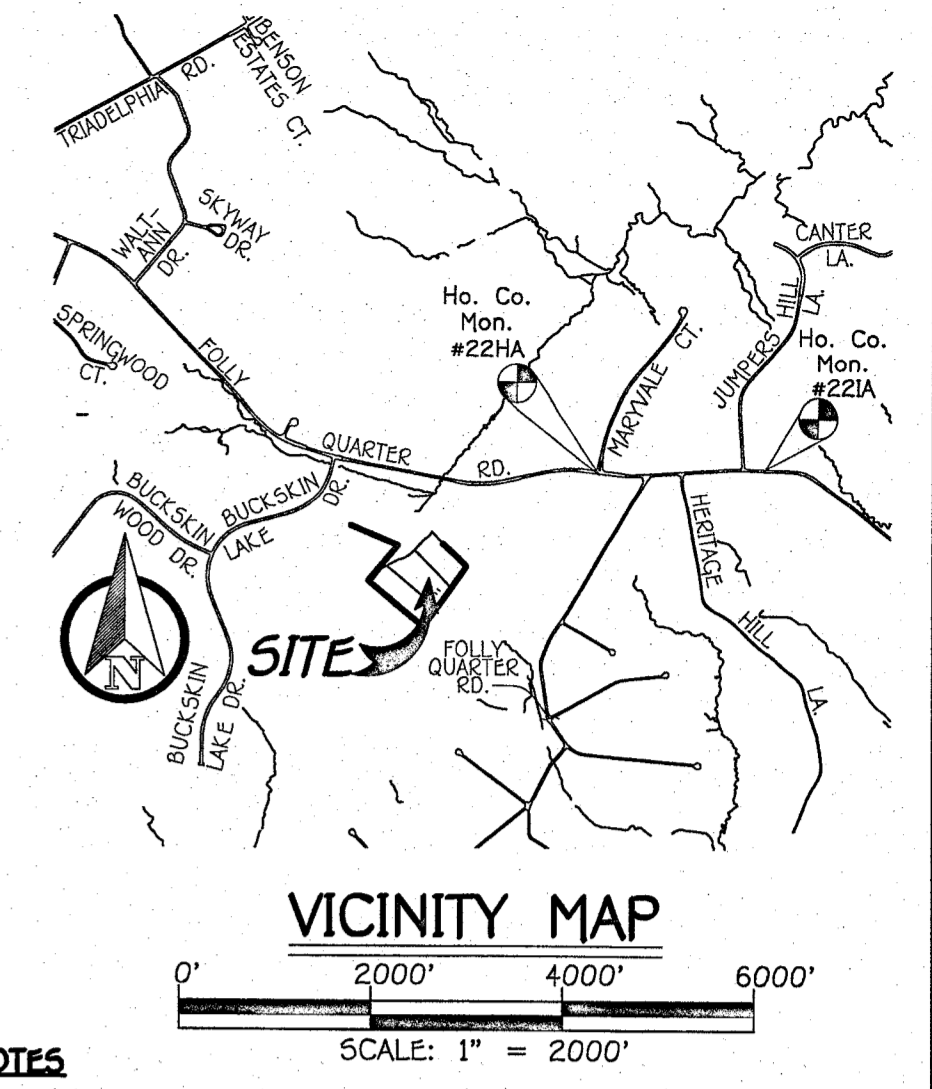 BENSON
ESTATES CT.
TRIADELPHIA RD.
WALT-
ANN
DR.
SKYWAY
DR.
CANTER
LA.
Ho. Co.
Mon.
#22HA
JUMPERS HILL
LA.
Ho. Co.
Mon.
#22IA
SPRINGWOOD
CT.
MARYVALE CT.
FOLLY QUARTER RD.
BUCKSKIN
WOOD DR.
BUCKSKIN
LAKE DR.
HERITAGE HILL LA.
SITE
FOLLY
QUARTER
RD.
N
BUCKSKIN
LAKE DR.
VICINITY MAP
0' 2000' 4000' 6000'
SCALE: 1" = 2000'
OTES